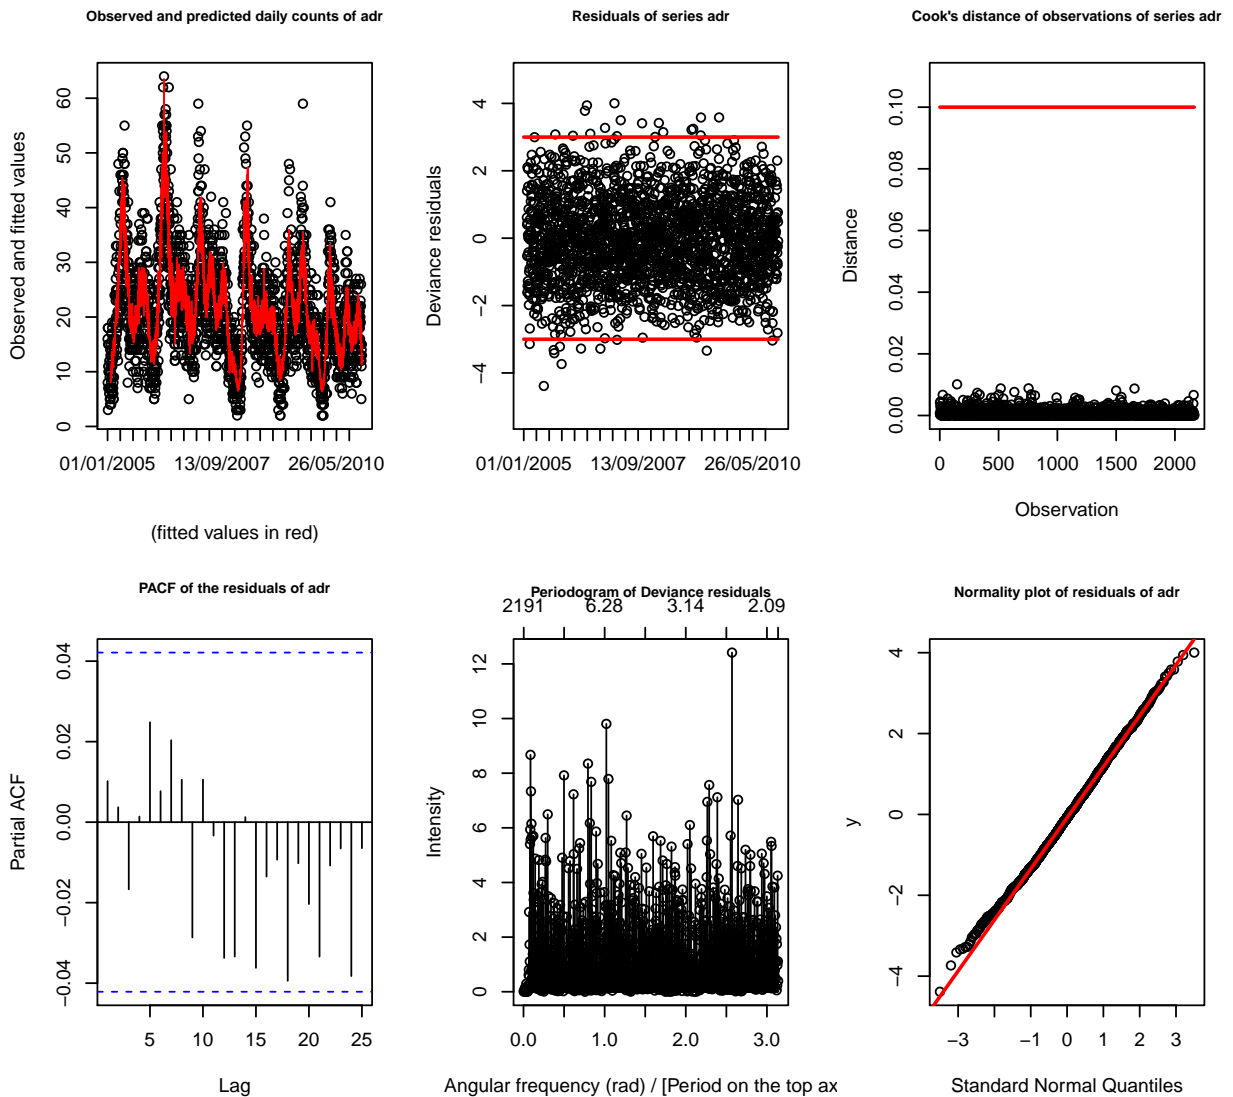 Observed and predicted daily counts of adr
Observed and fitted values
60
50
40
30
20
10
0
01/01/2005 13/09/2007 26/05/2010
(fitted values in red)
Residuals of series adr
Deviance residuals
4
2
0
−2
−4
01/01/2005 13/09/2007 26/05/2010
Cook's distance of observations of series adr
Distance
0.10
0.08
0.06
0.04
0.02
0.00
0 500 1000 1500 2000
Observation
PACF of the residuals of adr
Partial ACF
0.04
0.02
0.00
−0.02
−0.04
5 10 15 20 25
Lag
Periodogram of Deviance residuals
2191 6.28 3.14 2.09
Intensity
12
10
8
6
4
2
0
0.0 1.0 2.0 3.0
Angular frequency (rad) / [Period on the top ax
Normality plot of residuals of adr
y
4
2
0
−2
−4
−3 −1 0 1 2 3
Standard Normal Quantiles